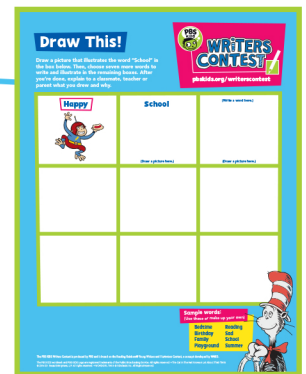 Draw This!
Draw a picture that illustrates the word "School" in
the box below. Then, choose seven more words to
write and illustrate in the remaining boxes. After
you're done, explain to a classmate, teacher or
parent what you drew and why.
PBS
KIDS
WRITERS
CONTEST
pbskids.org/writerscontest
Happy
School
(Write a word here.)
(Draw a picture here.)
(Draw a picture here.)
Sample words:
(Use these or make up your own)
Bedtime Reading
Birthday Sad
Family School
Playground Summer